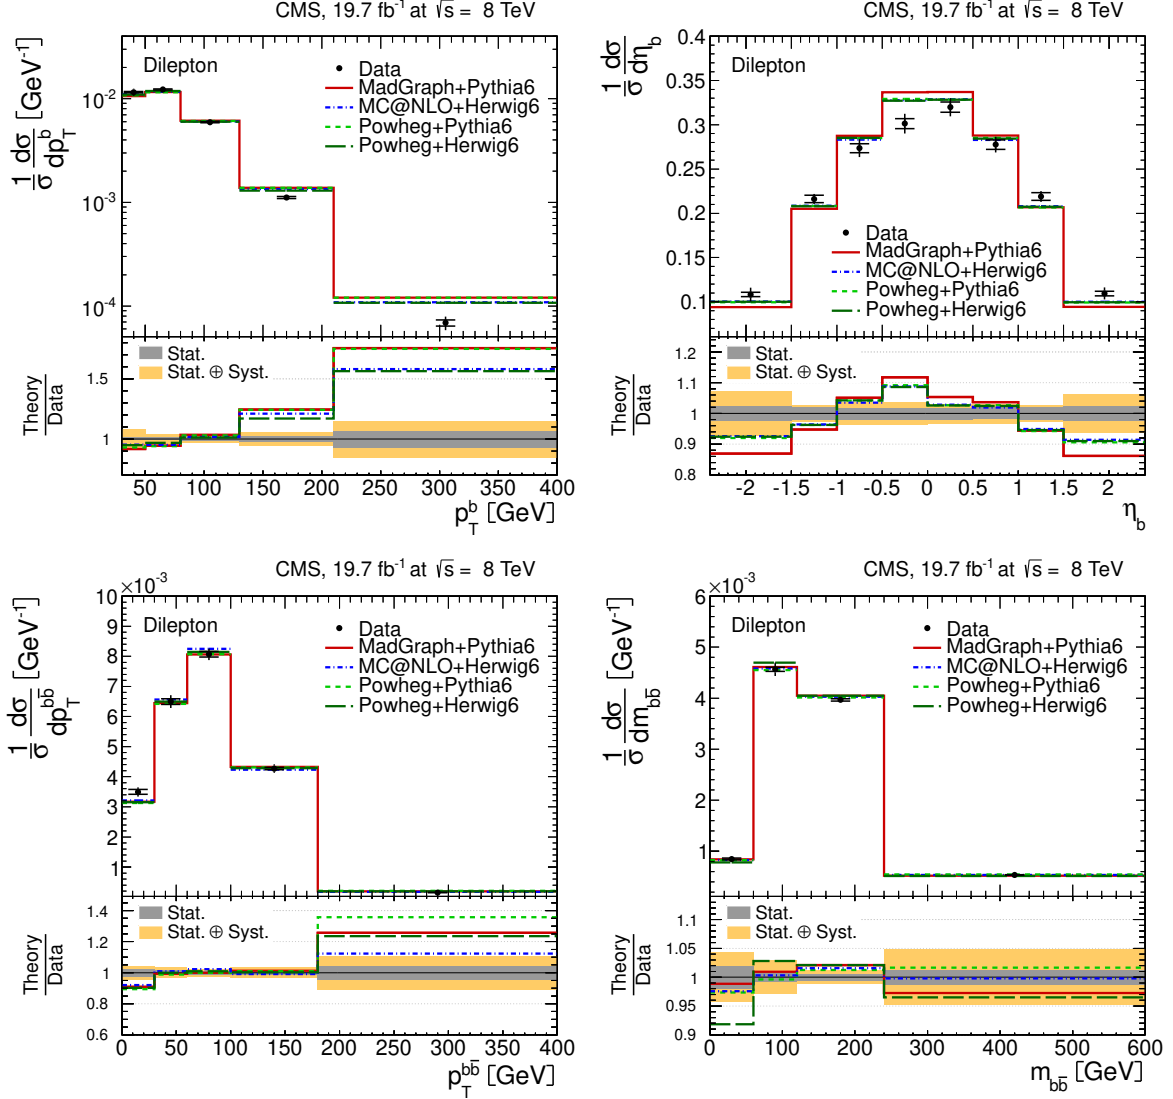 CMS, 19.7 fb⁻¹ at √s = 8 TeV
Dilepton
Data
MadGraph+Pythia6
MC@NLO+Herwig6
Powheg+Pythia6
Powheg+Herwig6
1/σ dσ/dp_T^b [GeV⁻¹]
10⁻²
10⁻³
10⁻⁴
Stat.
Stat. ⊕ Syst.
Theory
Data
1.5
1
50 100 150 200 250 300 350 400
p_T^b [GeV]
CMS, 19.7 fb⁻¹ at √s = 8 TeV
1/σ dσ/dη_b
Dilepton
0.4
0.35
0.3
0.25
0.2
0.15
0.1
Data
MadGraph+Pythia6
MC@NLO+Herwig6
Powheg+Pythia6
Powheg+Herwig6
Stat.
Stat. ⊕ Syst.
Theory
Data
1.2
1.1
1
0.9
0.8
-2 -1.5 -1 -0.5 0 0.5 1 1.5 2
η_b
CMS, 19.7 fb⁻¹ at √s = 8 TeV
×10⁻³
Dilepton
Data
MadGraph+Pythia6
MC@NLO+Herwig6
Powheg+Pythia6
Powheg+Herwig6
1/σ dσ/dp_T^{bb̄} [GeV⁻¹]
10
9
8
7
6
5
4
3
2
1
Stat.
Stat. ⊕ Syst.
Theory
Data
1.4
1.2
1
0.8
0.6
0 50 100 150 200 250 300 350 400
p_T^{bb̄} [GeV]
CMS, 19.7 fb⁻¹ at √s = 8 TeV
×10⁻³
Dilepton
Data
MadGraph+Pythia6
MC@NLO+Herwig6
Powheg+Pythia6
Powheg+Herwig6
1/σ dσ/dm_{bb̄} [GeV⁻¹]
6
5
4
3
2
1
Stat.
Stat. ⊕ Syst.
Theory
Data
1.1
1.05
1
0.95
0.9
0 100 200 300 400 500 600
m_{bb̄} [GeV]